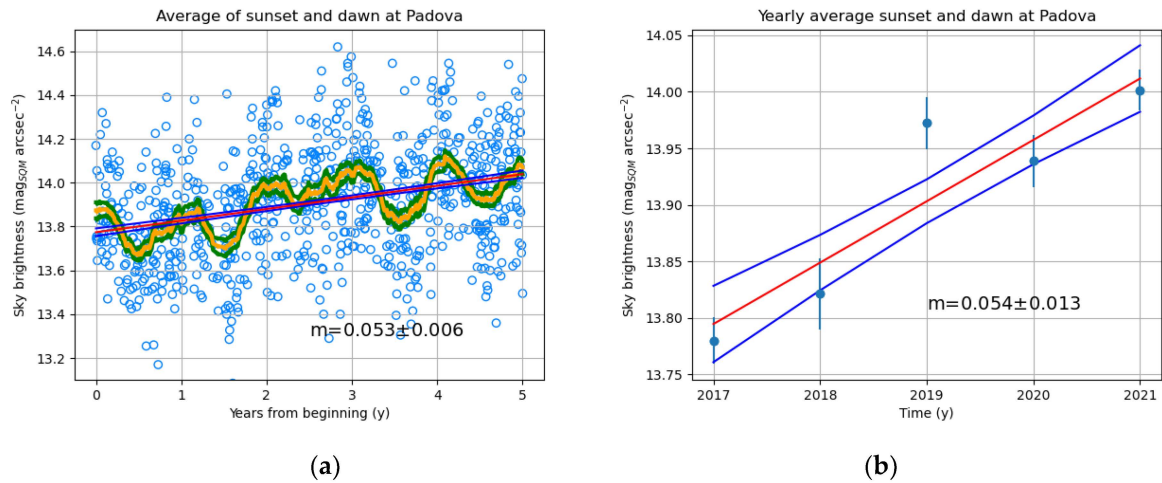 Average of sunset and dawn at Padova
Sky brightness (mag_SQM arcsec⁻²)
14.6
14.4
14.2
14.0
13.8
13.6
13.4
13.2
m=0.053±0.006
0 1 2 3 4 5
Years from beginning (y)
(a)
Yearly average sunset and dawn at Padova
Sky brightness (mag_SQM arcsec⁻²)
14.05
14.00
13.95
13.90
13.85
13.80
13.75
m=0.054±0.013
2017 2018 2019 2020 2021
Time (y)
(b)